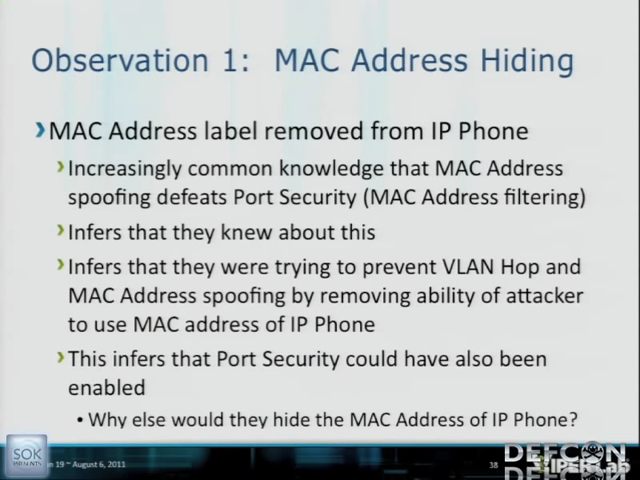 Observation 1: MAC Address Hiding
MAC Address label removed from IP Phone
Increasingly common knowledge that MAC Address
spoofing defeats Port Security (MAC Address filtering)
Infers that they knew about this
Infers that they were trying to prevent VLAN Hop and
MAC Address spoofing by removing ability of attacker
to use MAC address of IP Phone
This infers that Port Security could have also been
enabled
• Why else would they hide the MAC Address of IP Phone?
SOK
PRESENTS
on 19 ~ August 6, 2011
38
DEFCON